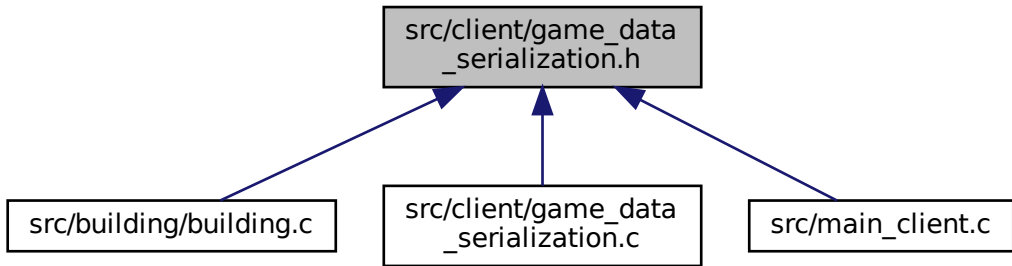 src/client/game_data
_serialization.h
src/building/building.c
src/client/game_data
_serialization.c
src/main_client.c